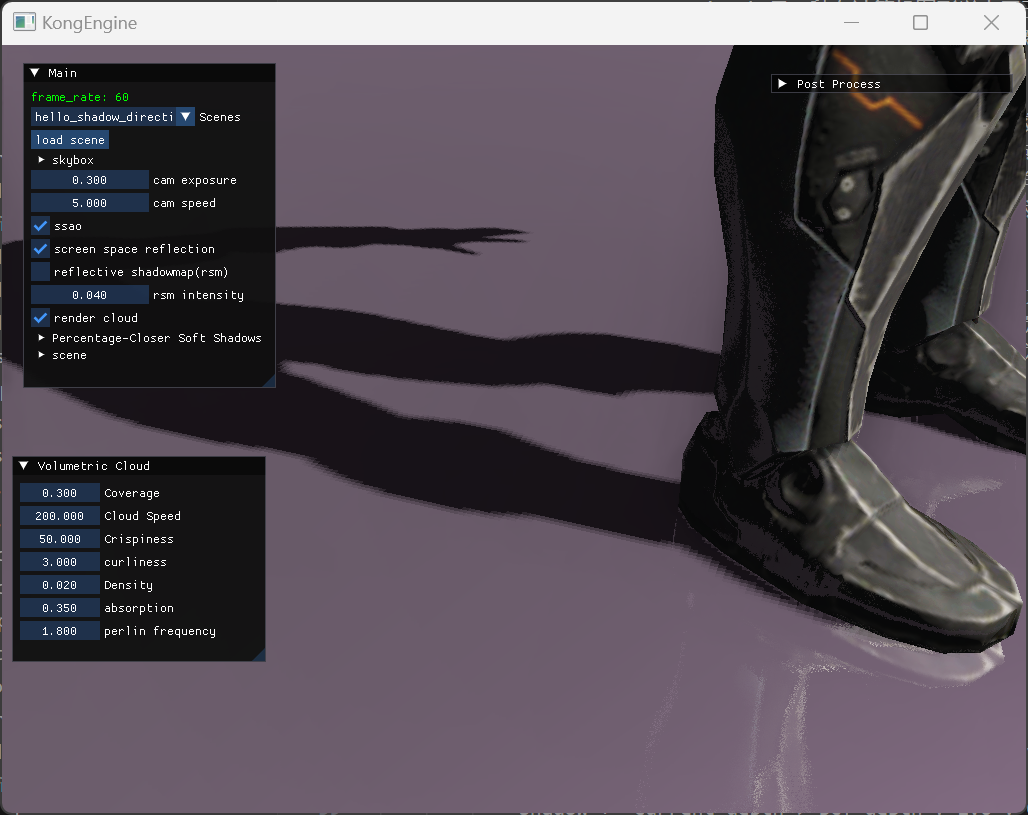 KongEngine
Main
frame_rate: 60
hello_shadow_directi Scenes
load scene
skybox
0.300 cam exposure
5.000 cam speed
ssao
screen space reflection
reflective shadowmap(rsm)
0.040 rsm intensity
render cloud
Percentage-Closer Soft Shadows
scene
Post Process
Volumetric Cloud
0.300 Coverage
200.000 Cloud Speed
50.000 Crispiness
3.000 curliness
0.020 Density
0.350 absorption
1.800 perlin frequency